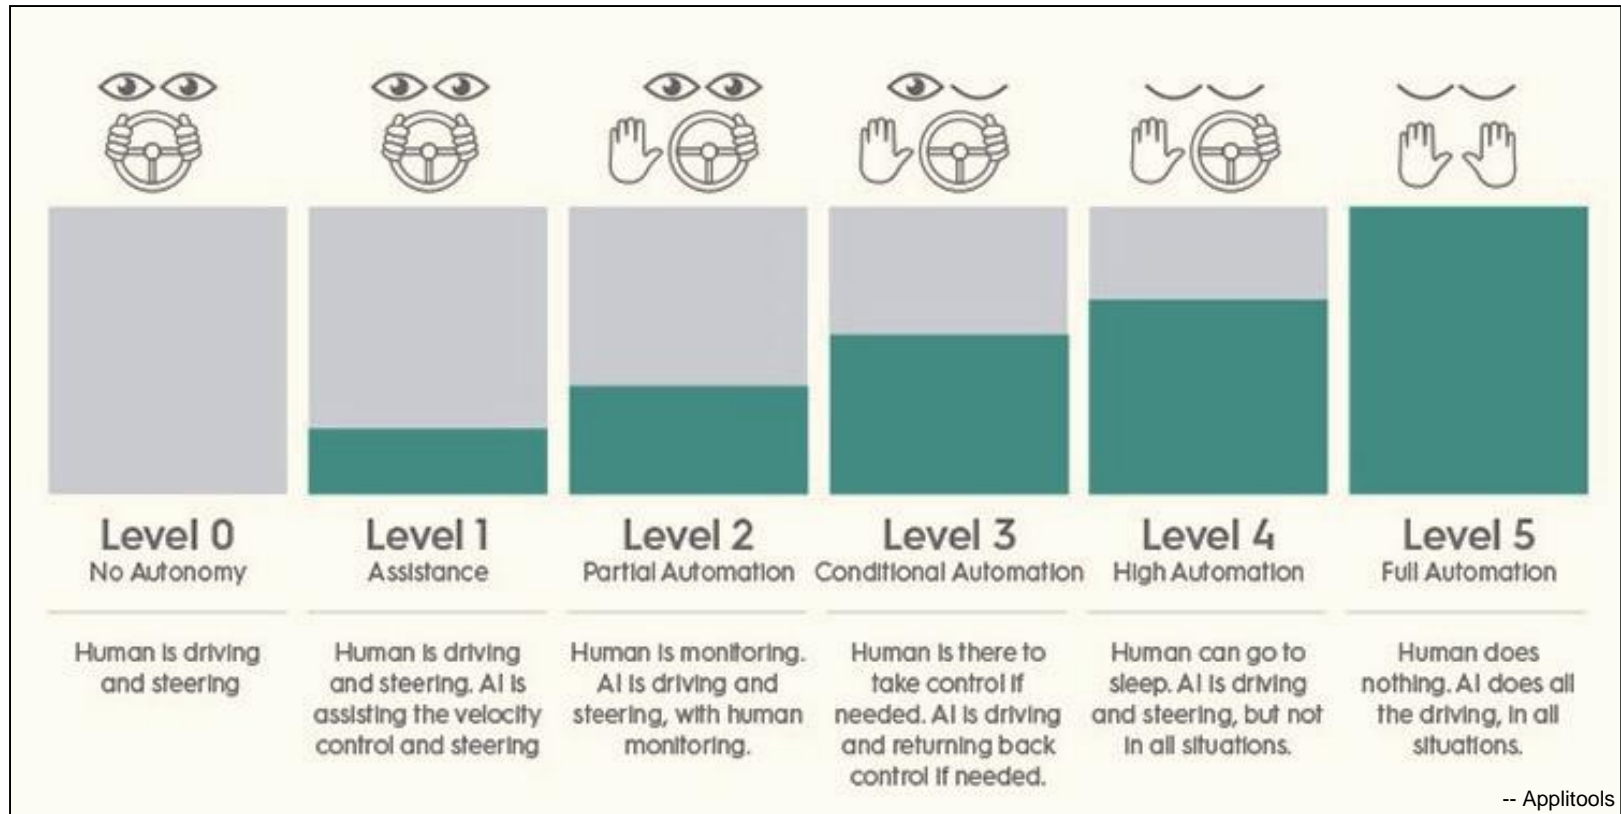 Level 0
No Autonomy
Human is driving
and steering
Level 1
Assistance
Human is driving
and steering. AI is
assisting the velocity
control and steering
Level 2
Partial Automation
Human is monitoring.
AI is driving and
steering, with human
monitoring.
Level 3
Conditional Automation
Human is there to
take control if
needed. AI is driving
and returning back
control if needed.
Level 4
High Automation
Human can go to
sleep. AI is driving
and steering, but not
in all situations.
Level 5
Full Automation
Human does
nothing. AI does all
the driving, in all
situations.
-- Applitools